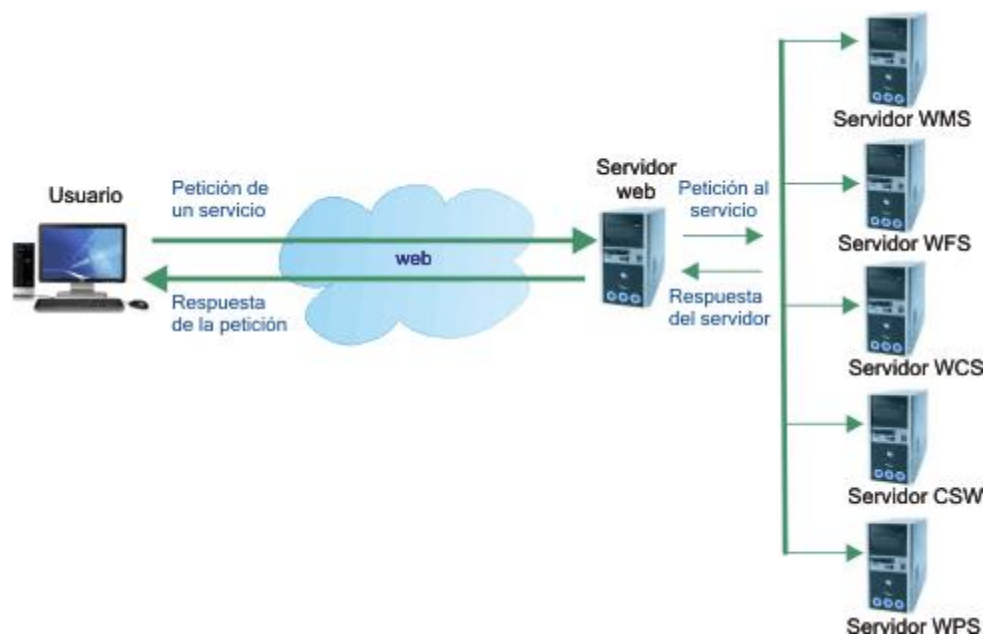 Usuario
Petición de
un servicio
web
Respuesta
de la petición
Servidor
web
Petición al
servicio
Respuesta
del servidor
Servidor WMS
Servidor WFS
Servidor WCS
Servidor CSW
Servidor WPS